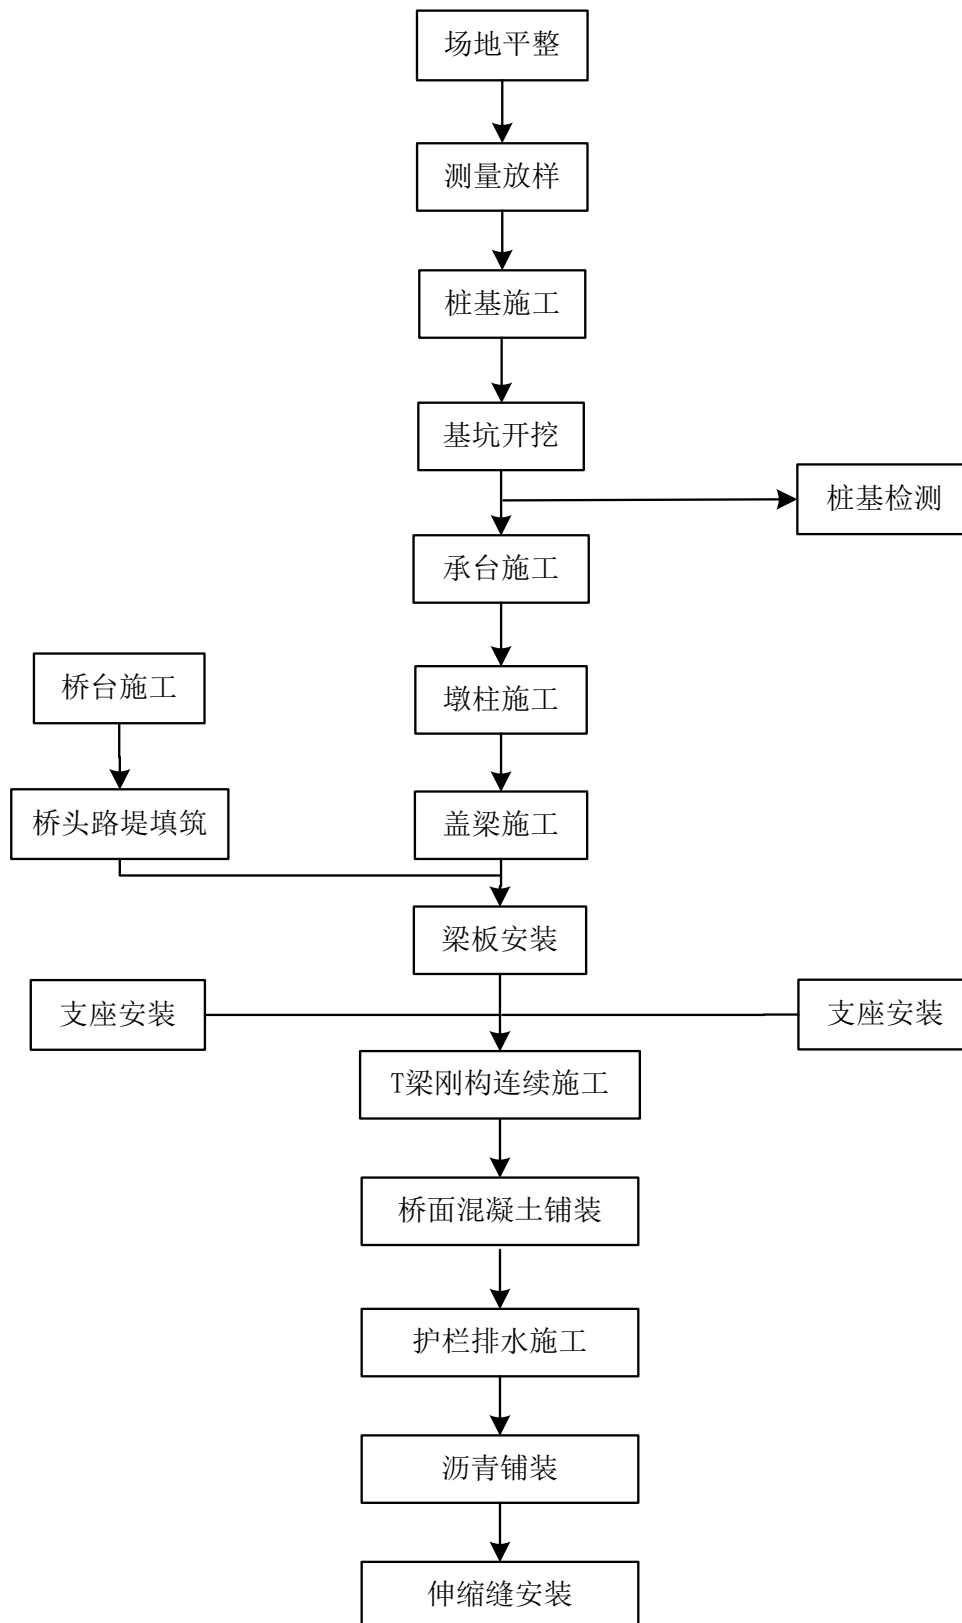 场地平整
测量放样
桩基施工
基坑开挖
桩基检测
承台施工
桥台施工
墩柱施工
桥头路堤填筑
盖梁施工
梁板安装
支座安装
支座安装
T梁刚构连续施工
桥面混凝土铺装
护栏排水施工
沥青铺装
伸缩缝安装